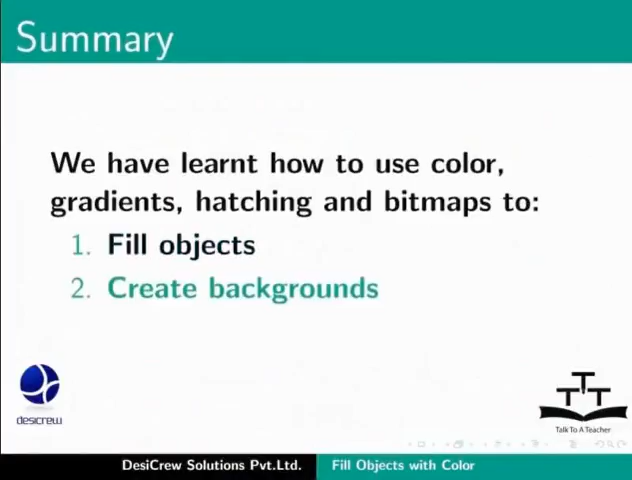 Summary
We have learnt how to use color,
gradients, hatching and bitmaps to:
1. Fill objects
2. Create backgrounds
desicrew
TTT
Talk To A Teacher
DesiCrew Solutions Pvt.Ltd.
Fill Objects with Color